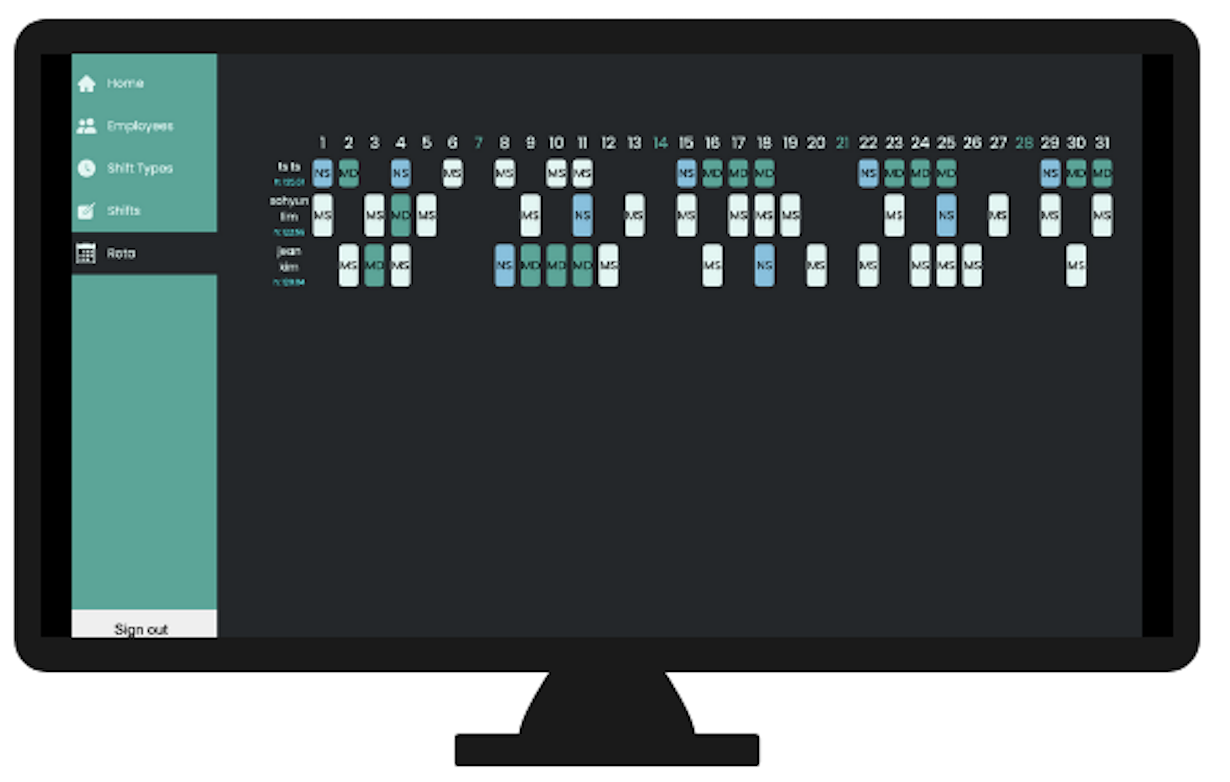 Home
Employees
Shift Types
Shifts
Rota
Sign out
1 2 3 4 5 6 7 8 9 10 11 12 13 14 15 16 17 18 19 20 21 22 23 24 25 26 27 28 29 30 31
ts ts
NS MD NS MS MS MS MS NS MD MD MD NS MD MD MD NS MD MD
sohyun
lim
MS MS MD MS MS NS MS MS MS MS MS MS NS MS MS MS
jean
kim
MS MD MS NS MD MD MD MS MS NS MS MS MS MS MS MS